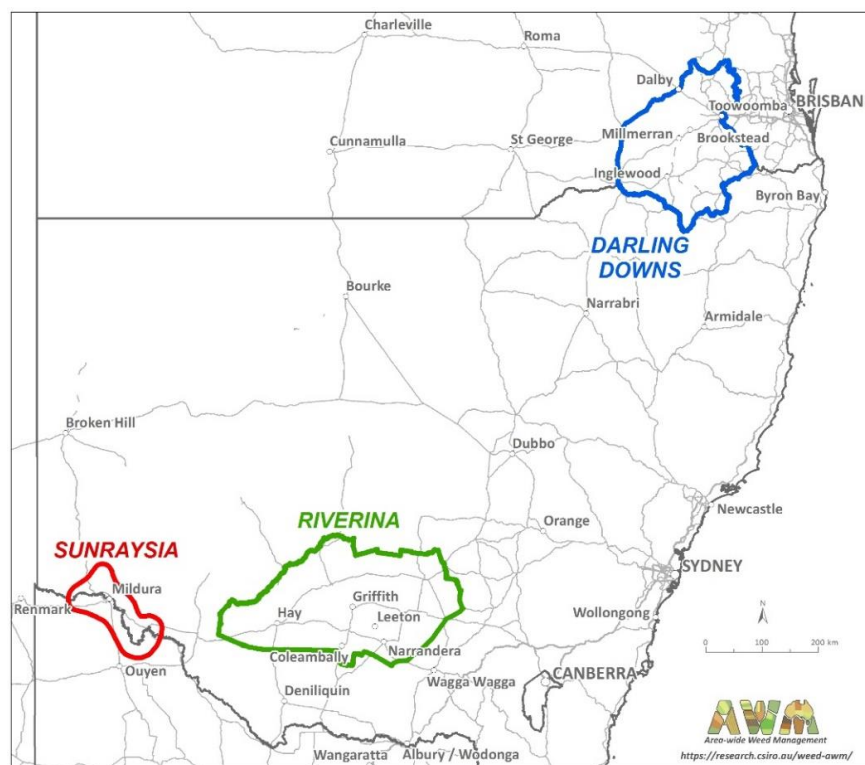 Charleville
Roma
Dalby
Toowoomba
BRISBAN
Cunnamulla
St George
Millmerran
Brookstead
Inglewood
Byron Bay
DARLING
DOWNS
Bourke
Narrabri
Armidale
Broken Hill
Dubbo
Newcastle
RIVERINA
Orange
SUNRAYSIA
SYDNEY
Mildura
Renmark
Griffith
Hay
Leeton
Wollongong
N
0 100 200 km
Coleambally
Narrandera
Ouyen
Wagga Wagga
CANBERRA
Deniliquin
AWM
Area-wide Weed Management
Wangaratta
Albury / Wodonga
https://research.csiro.au/weed-awm/